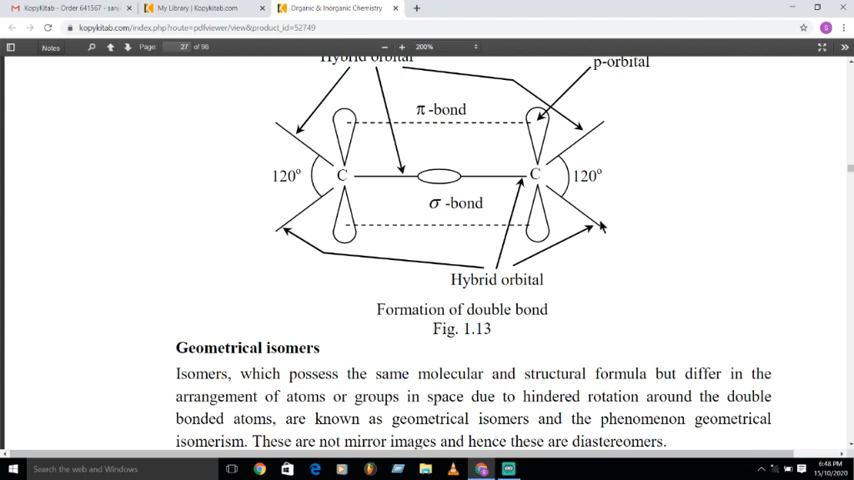 KopyKitab - Order 641567 - sanj
My Library | Kopykitab.com
Organic & Inorganic Chemistry
kopykitab.com/index.php?route=pdfviewer/view&product_id=52749
S
Notes
Page: 27 of 98
200%
Hybrid orbital
p-orbital
π -bond
120°
C
C
120°
σ -bond
Hybrid orbital
Formation of double bond
Fig. 1.13
Geometrical isomers
Isomers, which possess the same molecular and structural formula but differ in the
arrangement of atoms or groups in space due to hindered rotation around the double
bonded atoms, are known as geometrical isomers and the phenomenon geometrical
isomerism. These are not mirror images and hence these are diastereomers.
Search the web and Windows
6:48 PM
15/10/2020